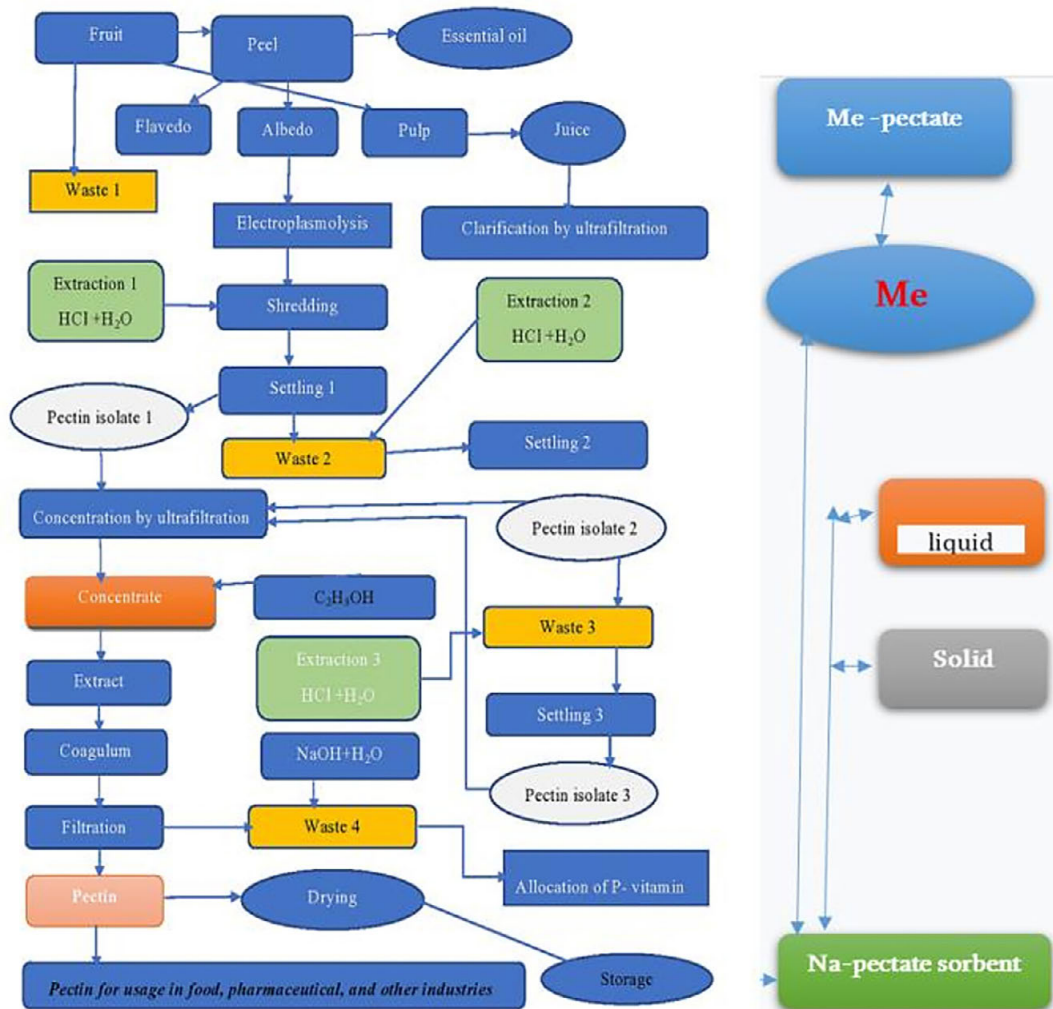 Fruit
Peel
Essential oil
Flavedo
Albedo
Pulp
Juice
Waste 1
Electroplasmolysis
Clarification by ultrafiltration
Extraction 1
HCl +H₂O
Shredding
Extraction 2
HCl +H₂O
Settling 1
Pectin isolate 1
Waste 2
Settling 2
Concentration by ultrafiltration
Pectin isolate 2
Concentrate
C₂H₅OH
Waste 3
Extraction 3
HCl +H₂O
Extract
Settling 3
Coagulum
NaOH+H₂O
Pectin isolate 3
Filtration
Waste 4
Allocation of P- vitamin
Pectin
Drying
Storage
Pectin for usage in food, pharmaceutical, and other industries
Me -pectate
Me
liquid
Solid
Na-pectate sorbent